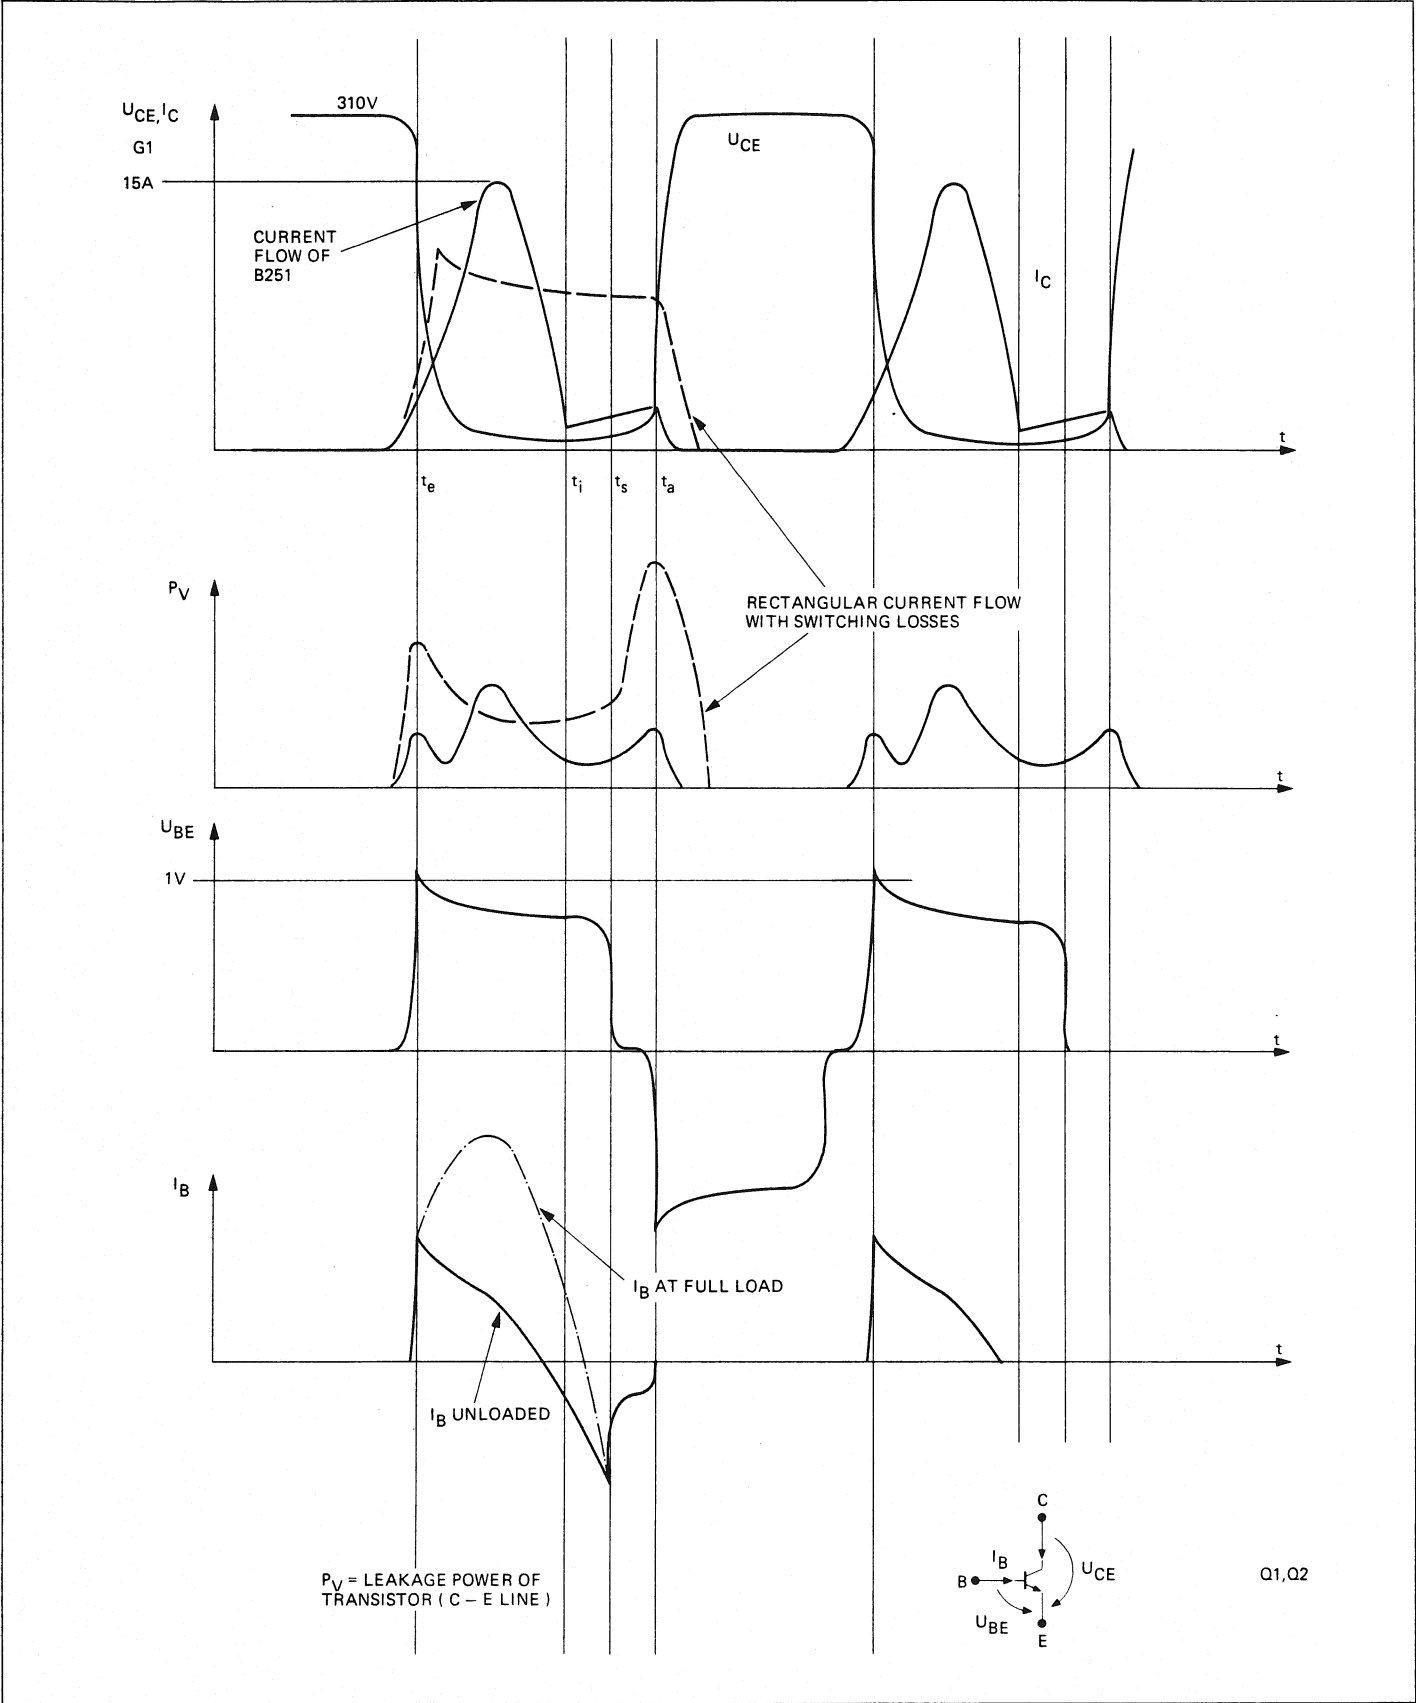 310V
UCE,IC
G1
UCE
15A
CURRENT
FLOW OF
B251
IC
t
te
ti
ts
ta
PV
RECTANGULAR CURRENT FLOW
WITH SWITCHING LOSSES
t
UBE
1V
t
IB
IB AT FULL LOAD
t
IB UNLOADED
C
IB
UCE
B
UBE
E
Q1,Q2
PV = LEAKAGE POWER OF
TRANSISTOR ( C – E LINE )